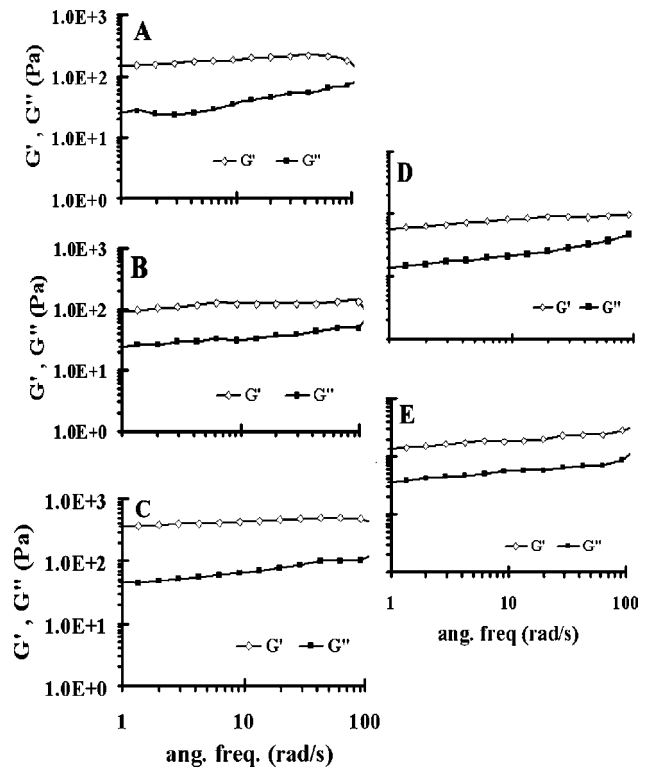 A
1.0E+3
1.0E+2
1.0E+1
1.0E+0
G' , G'' (Pa)
G' G''
B
1.0E+3
1.0E+2
1.0E+1
1.0E+0
G' , G'' (Pa)
G' G''
C
1.0E+3
1.0E+2
1.0E+1
1.0E+0
G' , G'' (Pa)
G' G''
1 10 100
ang. freq. (rad/s)
D
G' G''
E
G' G''
1 10 100
ang. freq (rad/s)